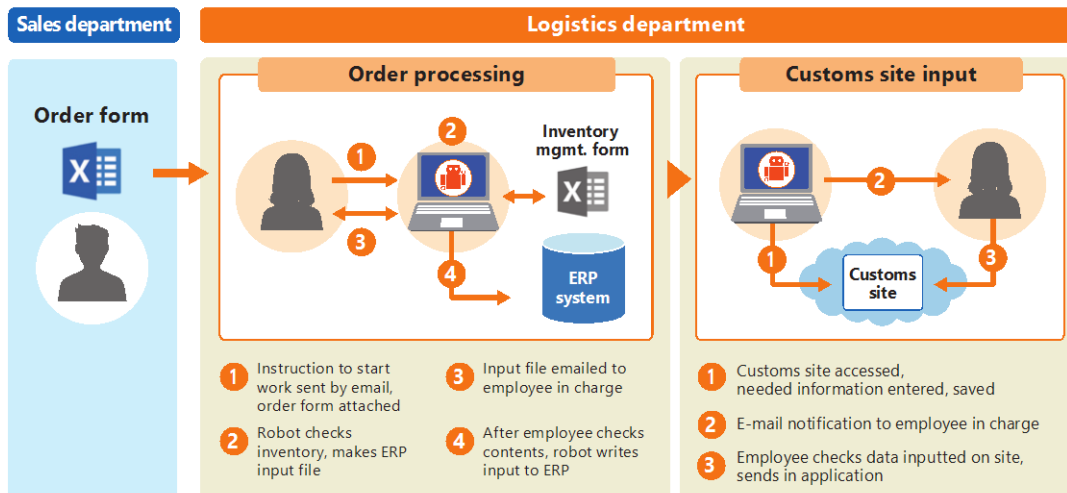 Sales department
Logistics department
Order form
X
Order processing
2
Inventory
mgmt. form
1
X
3
4
ERP
system
1 Instruction to start
work sent by email,
order form attached
2 Robot checks
inventory, makes ERP
input file
3 Input file emailed to
employee in charge
4 After employee checks
contents, robot writes
input to ERP
Customs site input
2
1
3
Customs
site
1 Customs site accessed,
needed information entered, saved
2 E-mail notification to employee in charge
3 Employee checks data inputted on site,
sends in application